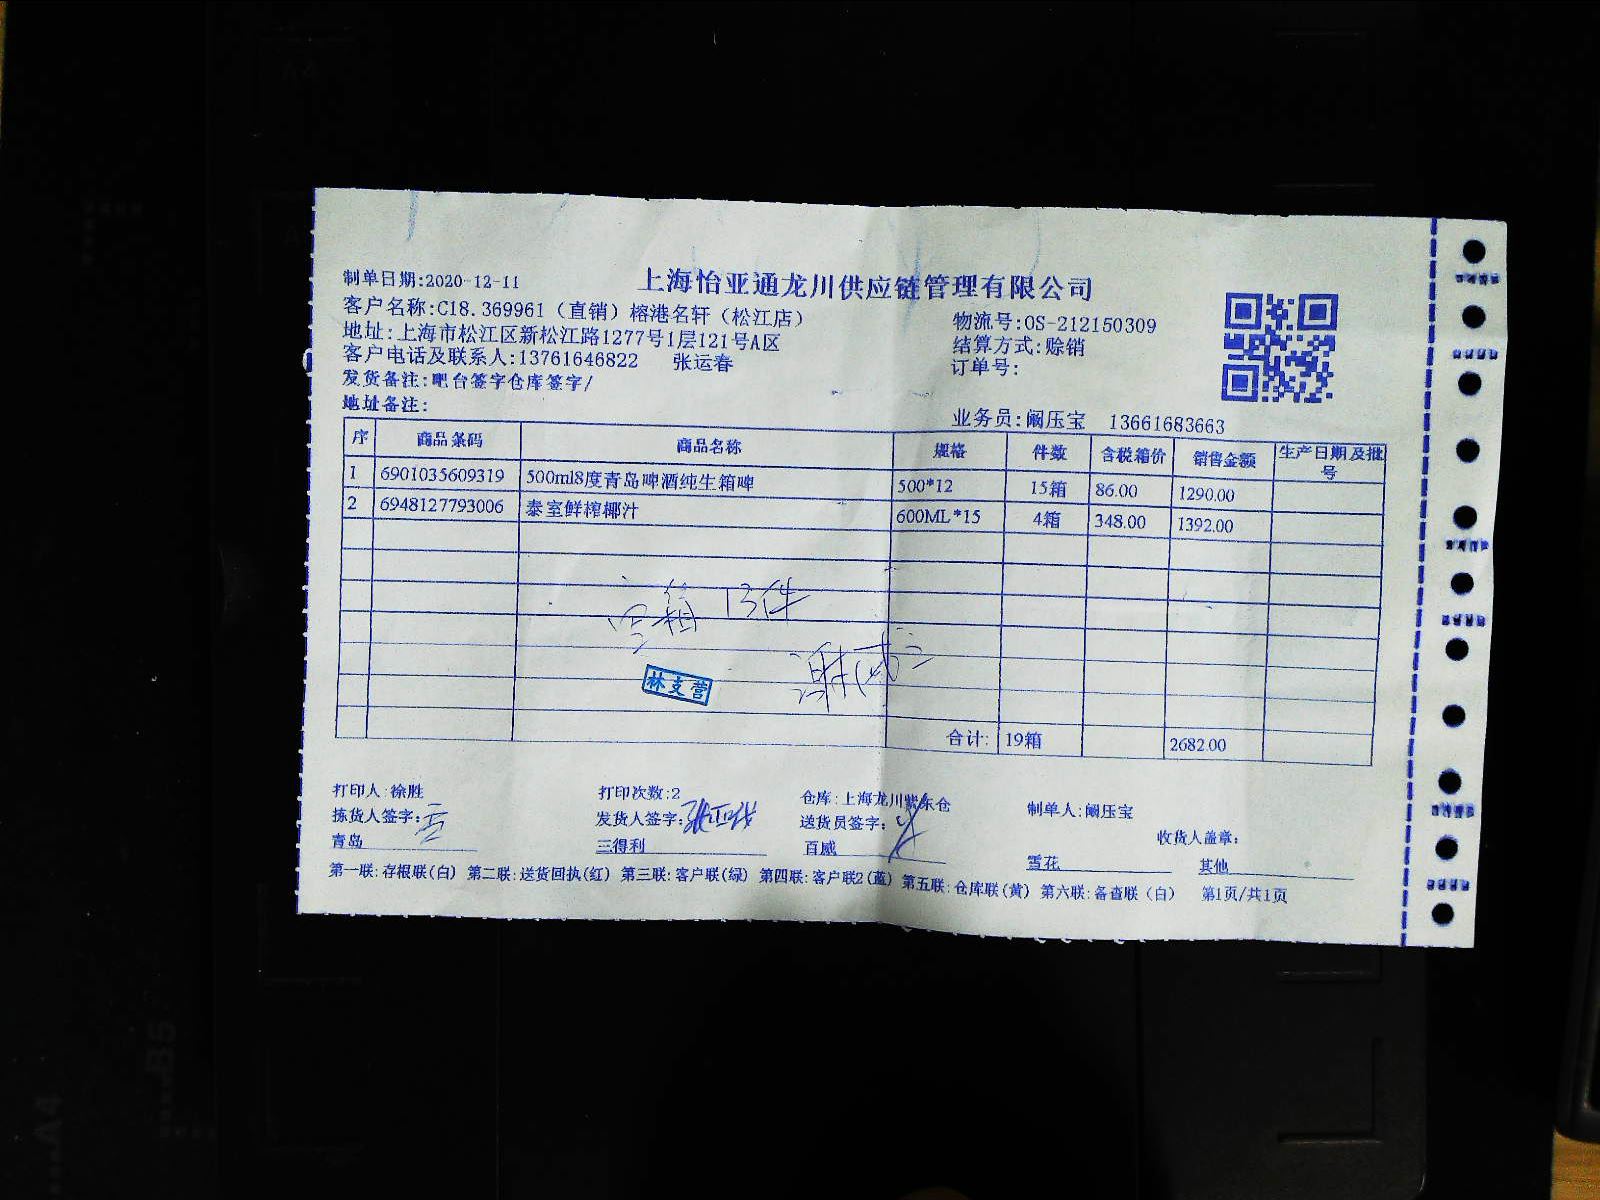 上海怡亚通龙川供应链管理有限公司
制单日期:2020-12-11
客户名称:C18.369961（直销）榕港名轩（松江店）
物流号:OS-212150309
地址:上海市松江区新松江路1277号1层121号A区
结算方式:赊销
客户电话及联系人:13761646822 张运春
订单号:
发货备注:吧台签字仓库签字/
地址备注:
业务员:阚压宝 13661683663
序 商品条码 商品名称 规格 件数 含税箱价 销售金额 生产日期及批号
1 6901035609319 500ml8度青岛啤酒纯生箱啤 500*12 15箱 86.00 1290.00
2 6948127793006 泰室鲜榨椰汁 600ML*15 4箱 348.00 1392.00
空箱 13件
林支营
合计: 19箱 2682.00
打印人:徐胜 打印次数:2 仓库:上海龙川紫东仓 制单人:阚压宝
拣货人签字: 发货人签字: 送货员签字: 收货人盖章:
青岛 三得利 百威 雪花 其他
第一联:存根联(白) 第二联:送货回执(红) 第三联:客户联(绿) 第四联:客户联2(蓝) 第五联:仓库联(黄) 第六联:备查联（白） 第1页/共1页